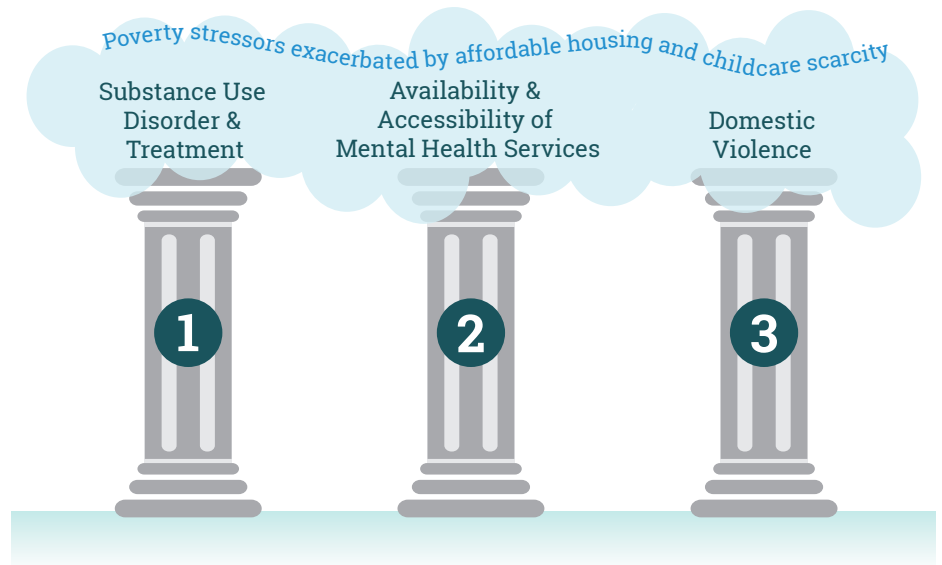 Poverty stressors exacerbated by affordable housing and childcare scarcity
Substance Use
Disorder &
Treatment
Availability &
Accessibility of
Mental Health Services
Domestic
Violence
1
2
3